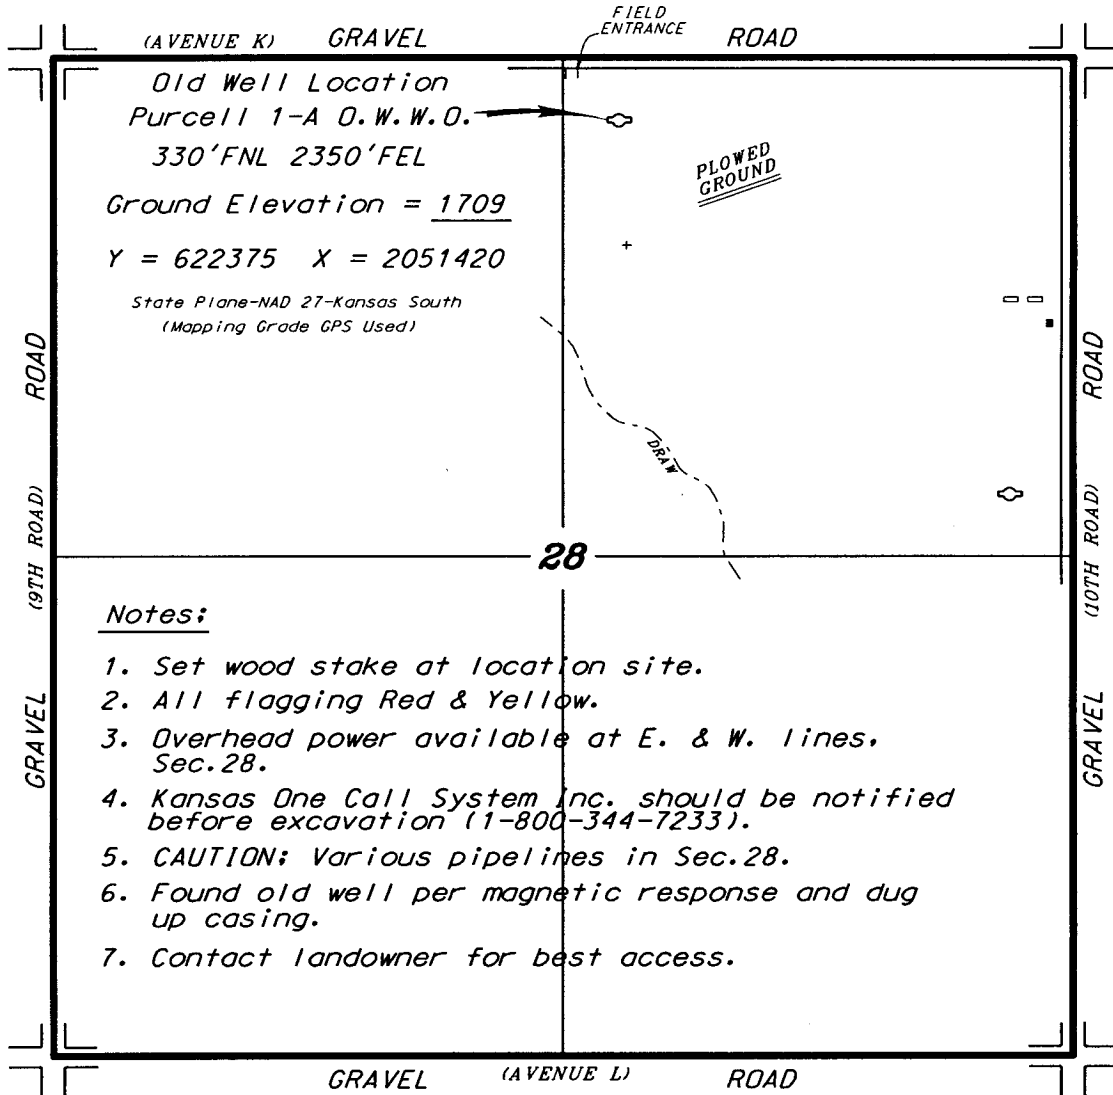 FIELD
ENTRANCE
(AVENUE K) GRAVEL ROAD
Old Well Location
Purcell 1-A O.W.W.O.
330'FNL 2350'FEL
Ground Elevation = 1709
Y = 622375 X = 2051420
State Plane-NAD 27-Kansas South
(Mapping Grade GPS Used)
PLOWED
GROUND
DRAW
GRAVEL (9TH ROAD) ROAD
GRAVEL (10TH ROAD) ROAD
28
Notes:
1. Set wood stake at location site.
2. All flagging Red & Yellow.
3. Overhead power available at E. & W. lines,
Sec.28.
4. Kansas One Call System Inc. should be notified
before excavation (1-800-344-7233).
5. CAUTION: Various pipelines in Sec.28.
6. Found old well per magnetic response and dug
up casing.
7. Contact landowner for best access.
GRAVEL (AVENUE L) ROAD